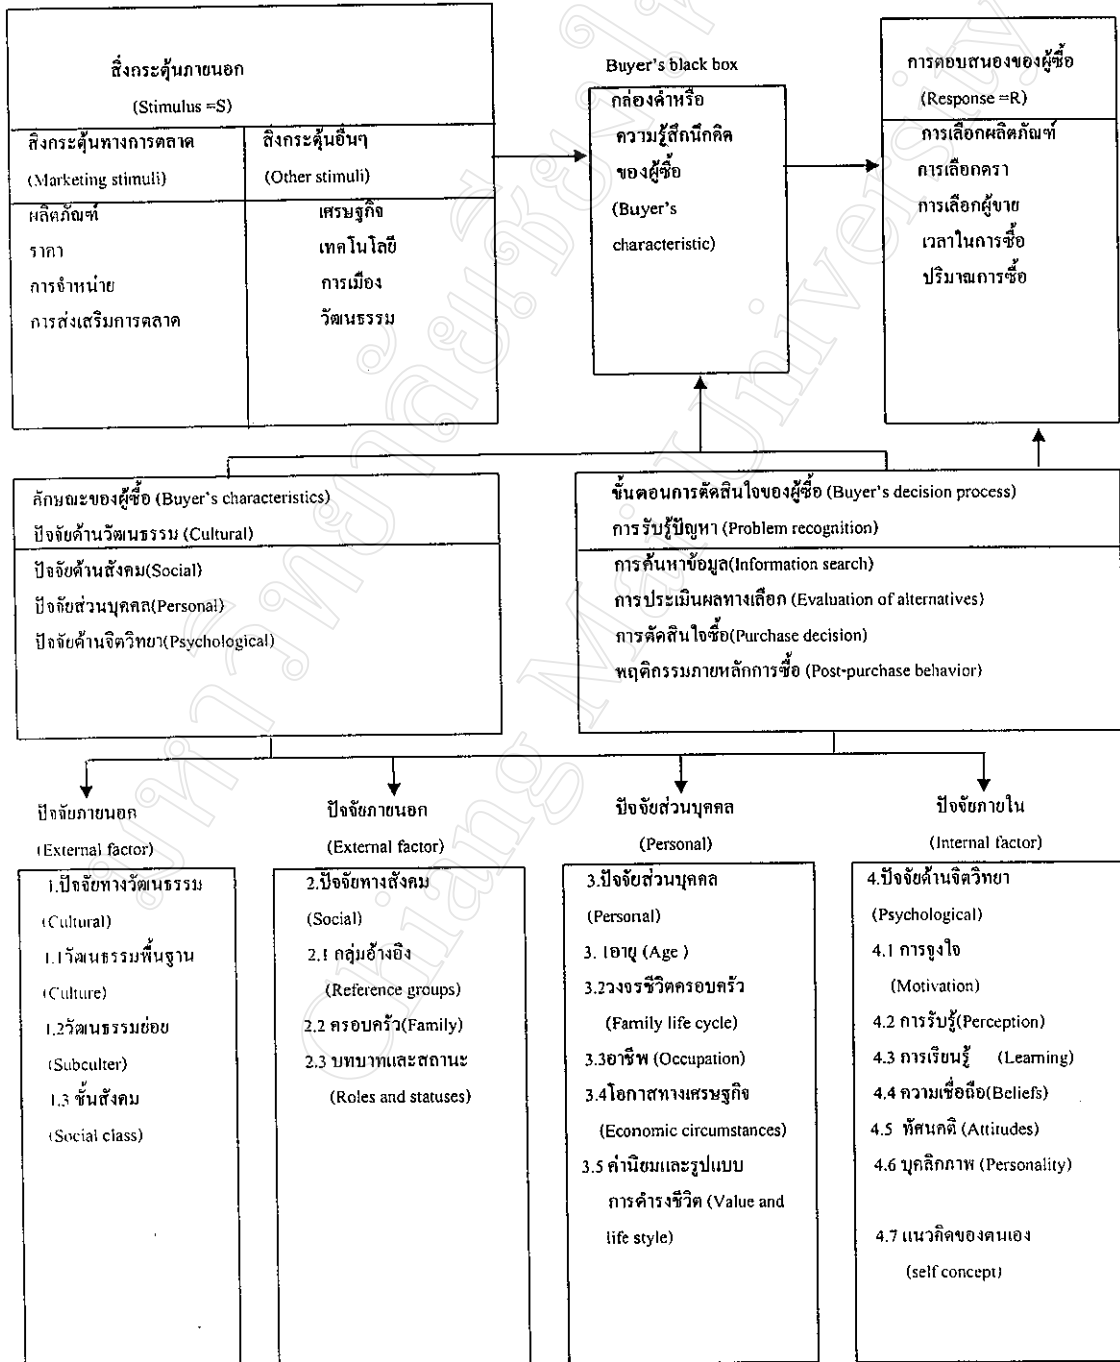 สิ่งกระตุ้นภายนอก
(Stimulus =S)
สิ่งกระตุ้นทางการตลาด
(Marketing stimuli)
ผลิตภัณฑ์
ราคา
การจำหน่าย
การส่งเสริมการตลาด
สิ่งกระตุ้นอื่นๆ
(Other stimuli)
เศรษฐกิจ
เทคโนโลยี
การเมือง
วัฒนธรรม
Buyer's black box
กล่องดำหรือ
ความรู้สึกนึกคิด
ของผู้ซื้อ
(Buyer's
characteristic)
การตอบสนองของผู้ซื้อ
(Response =R)
การเลือกผลิตภัณฑ์
การเลือกตรา
การเลือกผู้ขาย
เวลาในการซื้อ
ปริมาณการซื้อ
ลักษณะของผู้ซื้อ (Buyer's characteristics)
ปัจจัยด้านวัฒนธรรม (Cultural)
ปัจจัยด้านสังคม(Social)
ปัจจัยส่วนบุคคล(Personal)
ปัจจัยด้านจิตวิทยา(Psychological)
ขั้นตอนการตัดสินใจของผู้ซื้อ (Buyer's decision process)
การรับรู้ปัญหา (Problem recognition)
การค้นหาข้อมูล(Information search)
การประเมินผลทางเลือก (Evaluation of alternatives)
การตัดสินใจซื้อ(Purchase decision)
พฤติกรรมภายหลักการซื้อ (Post-purchase behavior)
ปัจจัยภายนอก
(External factor)
1.ปัจจัยทางวัฒนธรรม
(Cultural)
1.1วัฒนธรรมพื้นฐาน
(Culture)
1.2วัฒนธรรมย่อย
(Subculter)
1.3 ชั้นสังคม
(Social class)
ปัจจัยภายนอก
(External factor)
2.ปัจจัยทางสังคม
(Social)
2.1 กลุ่มอ้างอิง
(Reference groups)
2.2 ครอบครัว(Family)
2.3 บทบาทและสถานะ
(Roles and statuses)
ปัจจัยส่วนบุคคล
(Personal)
3.ปัจจัยส่วนบุคคล
(Personal)
3. 1อายุ (Age )
3.2วงจรชีวิตครอบครัว
(Family life cycle)
3.3อาชีพ (Occupation)
3.4โอกาสทางเศรษฐกิจ
(Economic circumstances)
3.5 ค่านิยมและรูปแบบ
การดำรงชีวิต (Value and
life style)
ปัจจัยภายใน
(Internal factor)
4.ปัจจัยด้านจิตวิทยา
(Psychological)
4.1 การจูงใจ
(Motivation)
4.2 การรับรู้(Perception)
4.3 การเรียนรู้ (Learning)
4.4 ความเชื่อถือ(Beliefs)
4.5 ทัศนคติ (Attitudes)
4.6 บุคลิกภาพ (Personality)
4.7 แนวคิดของตนเอง
(self concept)
มหาวิทยาลัยเชียงใหม่
Chiang Mai University